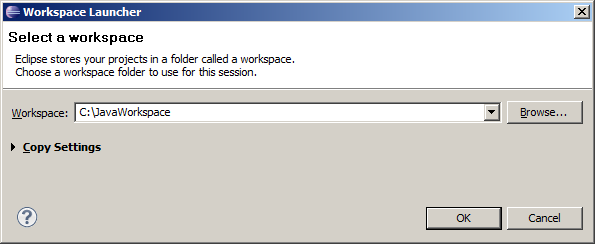 Workspace Launcher
Select a workspace
Eclipse stores your projects in a folder called a workspace.
Choose a workspace folder to use for this session.
Workspace: C:\JavaWorkspace Browse...
Copy Settings
? OK Cancel